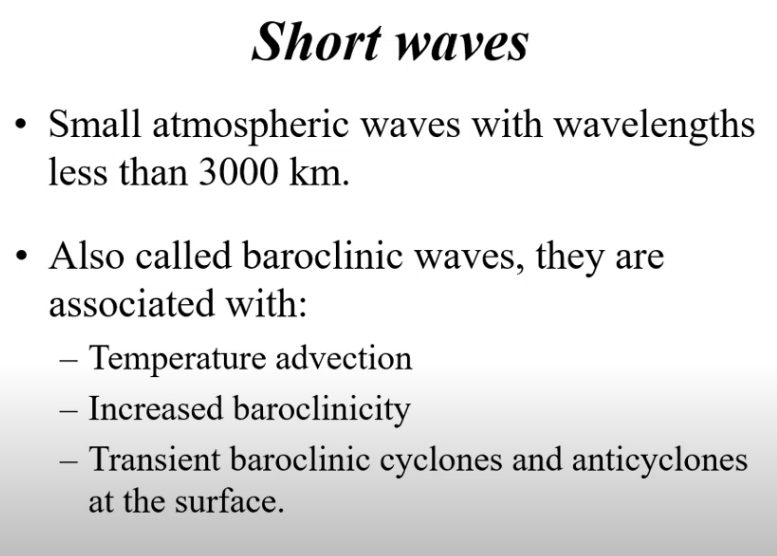 Short waves
• Small atmospheric waves with wavelengths
less than 3000 km.
• Also called baroclinic waves, they are
associated with:
– Temperature advection
– Increased baroclinicity
– Transient baroclinic cyclones and anticyclones
at the surface.